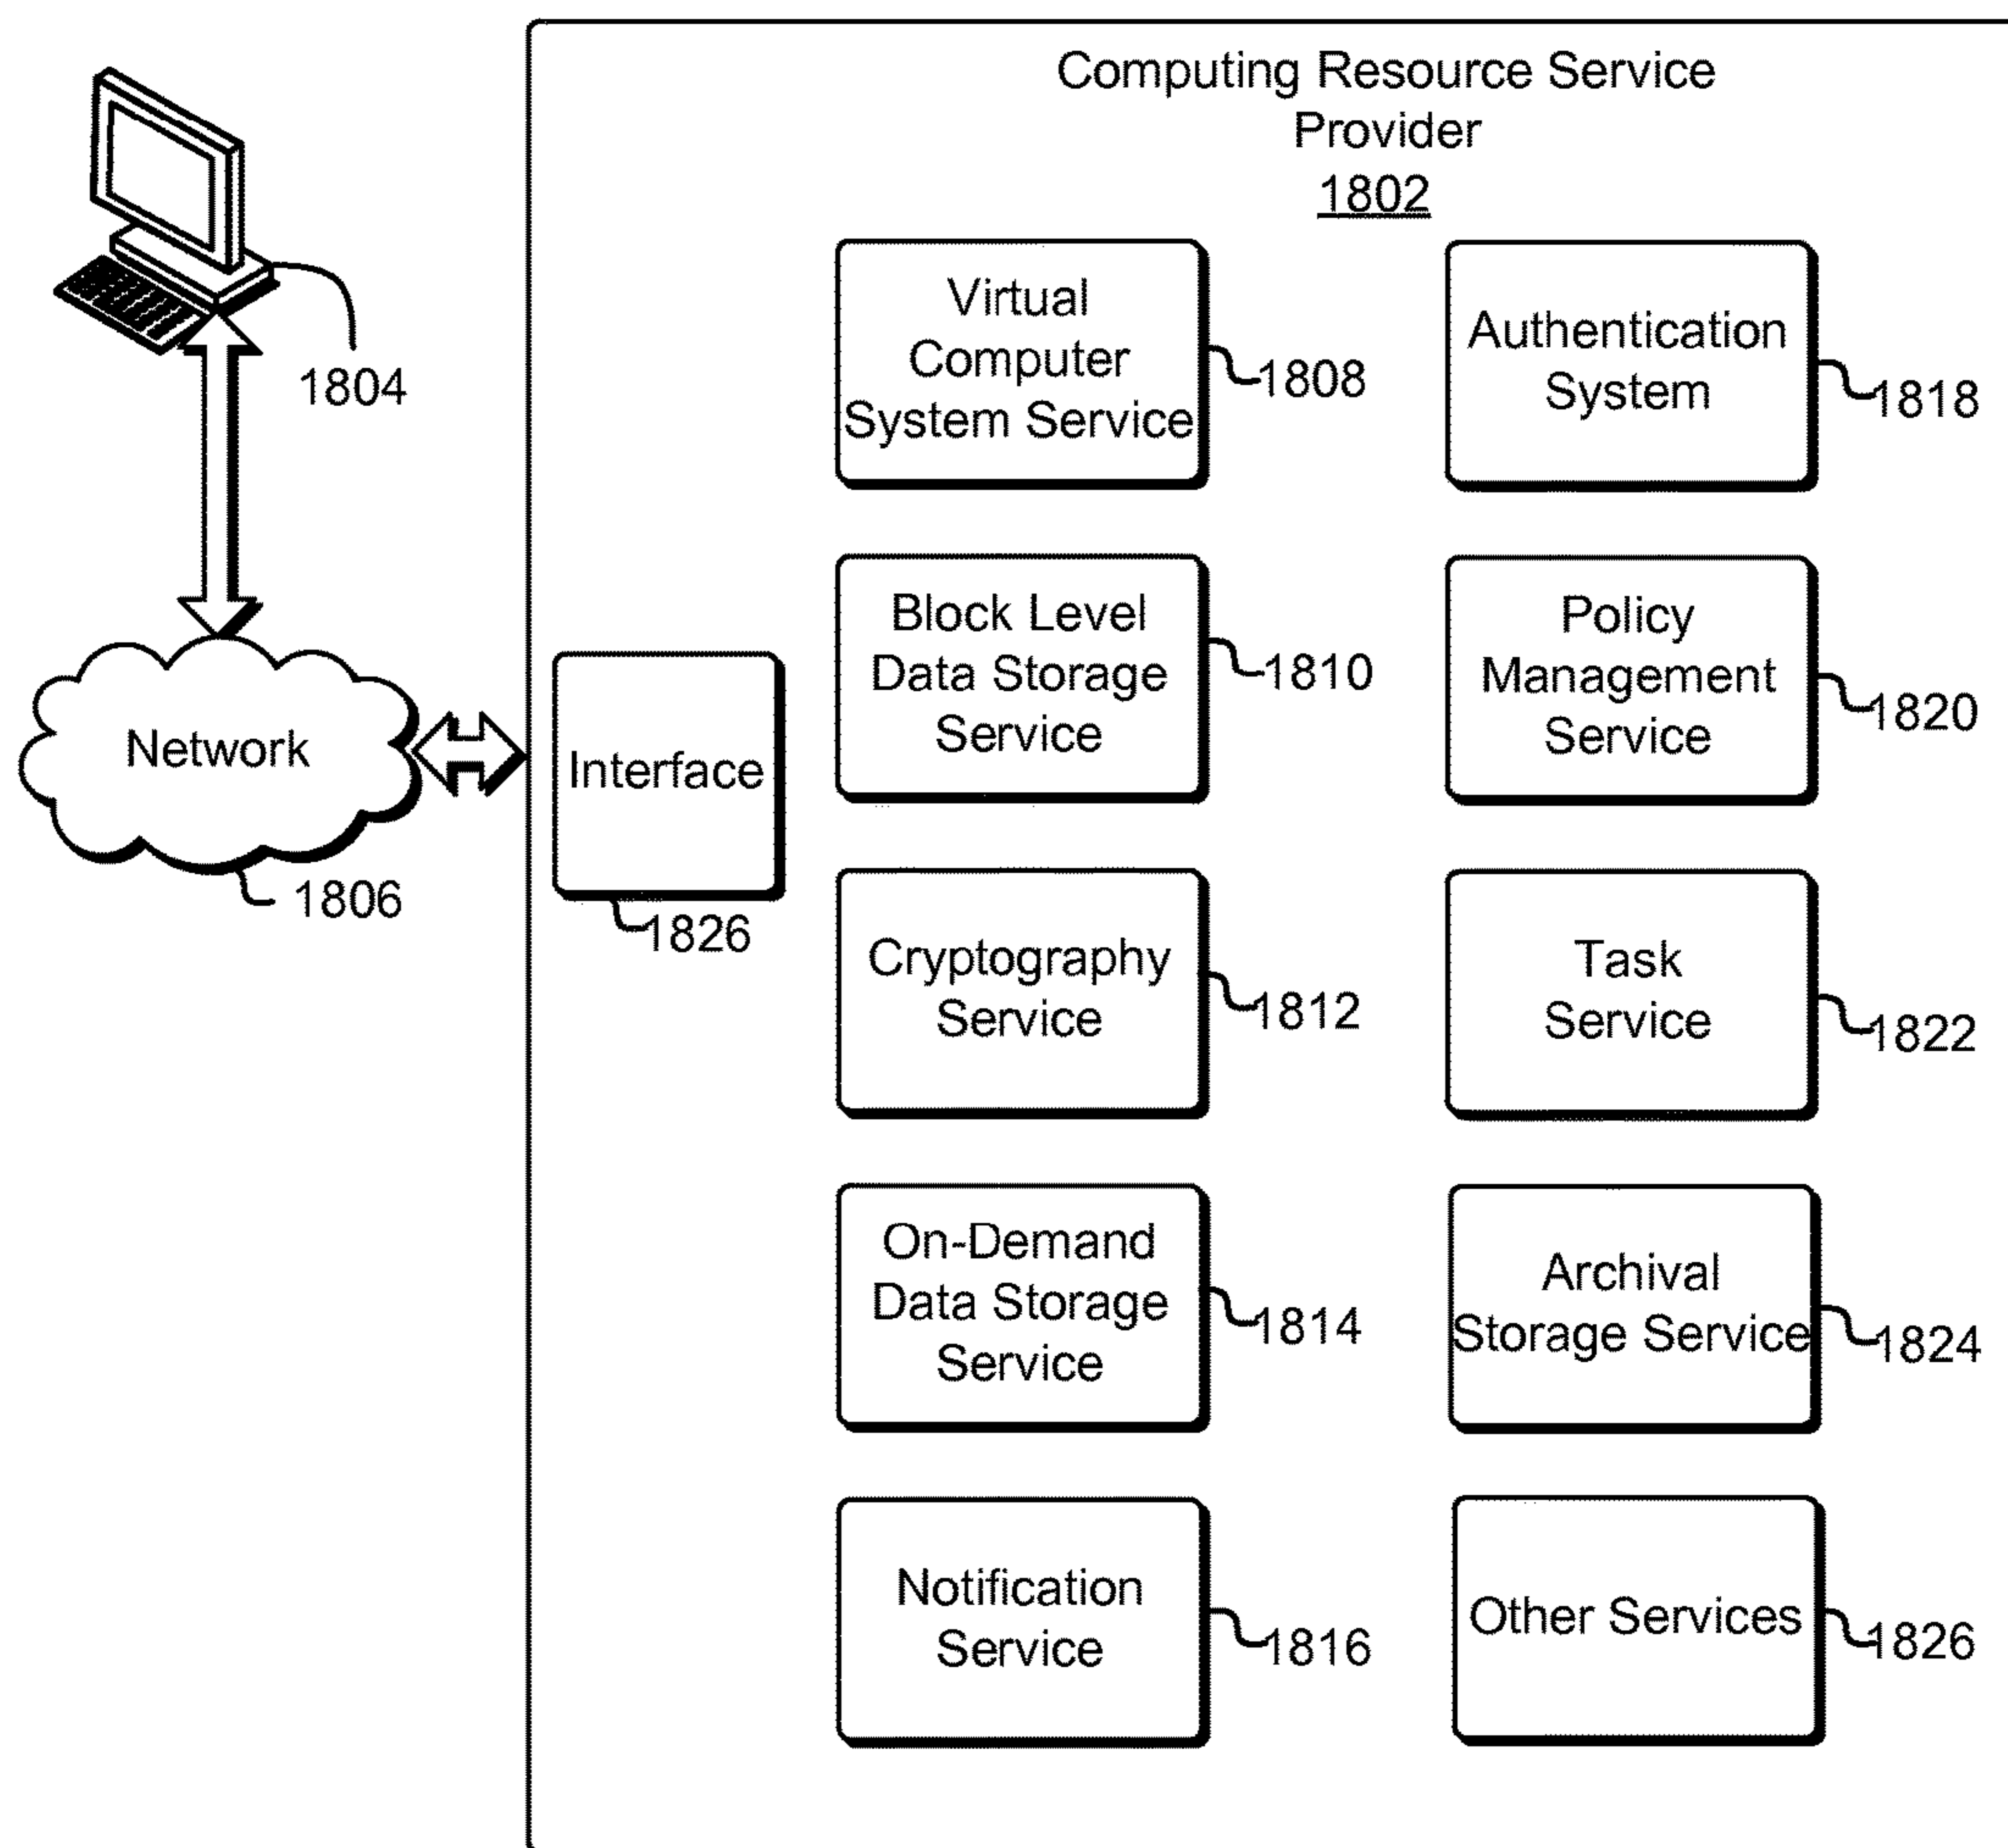 Computing Resource Service
Provider
1802
1804
Network
1806
Interface
1826
Virtual
Computer
System Service
1808
Authentication
System
1818
Block Level
Data Storage
Service
1810
Policy
Management
Service
1820
Cryptography
Service
1812
Task
Service
1822
On-Demand
Data Storage
Service
1814
Archival
Storage Service
1824
Notification
Service
1816
Other Services
1826